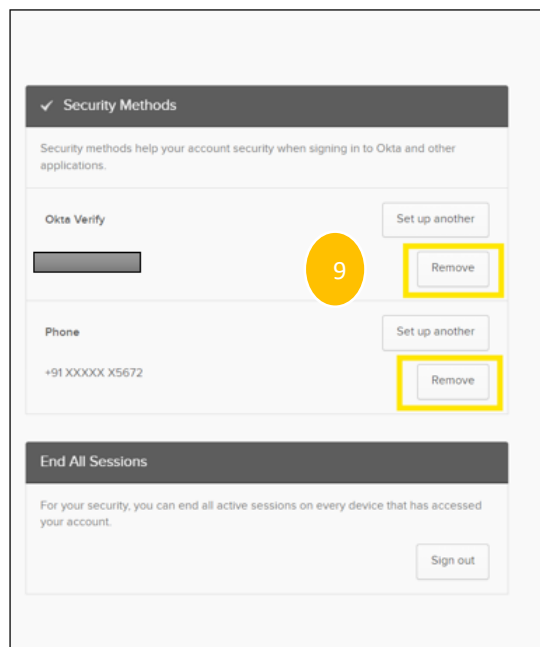 Security Methods
Security methods help your account security when signing in to Okta and other
applications.
Okta Verify
Set up another
9
Remove
Phone
Set up another
+91 XXXXX X5672
Remove
End All Sessions
For your security, you can end all active sessions on every device that has accessed
your account.
Sign out